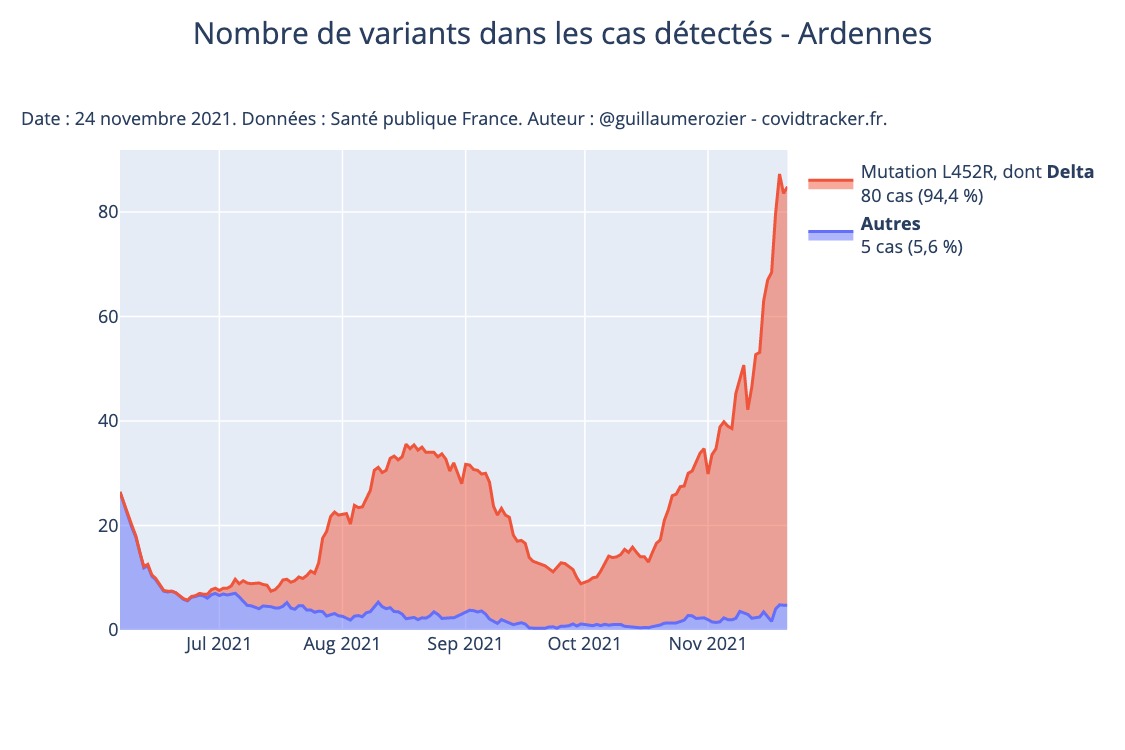 Nombre de variants dans les cas détectés - Ardennes
Date : 24 novembre 2021. Données : Santé publique France. Auteur : @guillaumerozier - covidtracker.fr.
Mutation L452R, dont Delta
80 cas (94,4 %)
Autres
5 cas (5,6 %)
80
60
40
20
0
Jul 2021
Aug 2021
Sep 2021
Oct 2021
Nov 2021